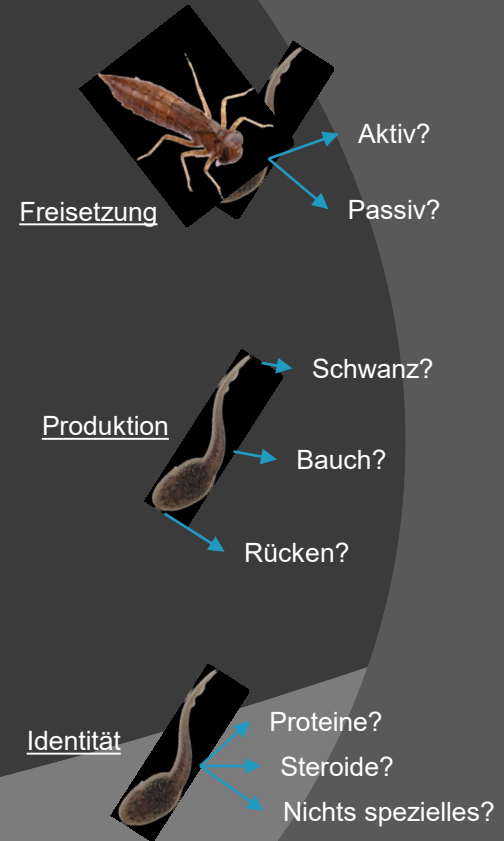 Aktiv?
Passiv?
Freisetzung
Schwanz?
Produktion
Bauch?
Rücken?
Proteine?
Identität
Steroide?
Nichts spezielles?